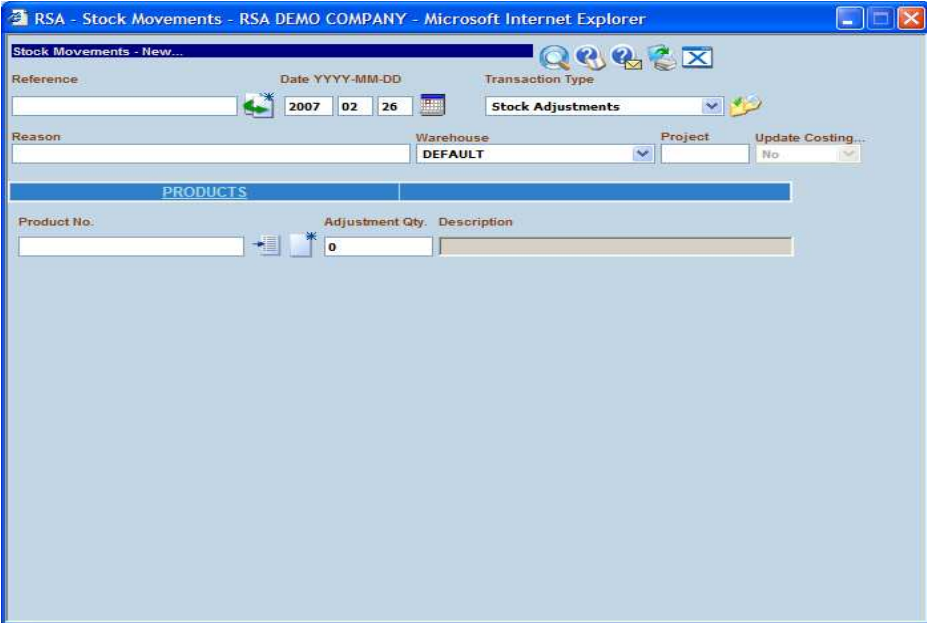 RSA - Stock Movements - RSA DEMO COMPANY - Microsoft Internet Explorer
Stock Movements - New...
Reference Date YYYY-MM-DD Transaction Type
2007 02 26 Stock Adjustments
Reason Warehouse Project Update Costing...
DEFAULT No
PRODUCTS
Product No. Adjustment Qty. Description
0